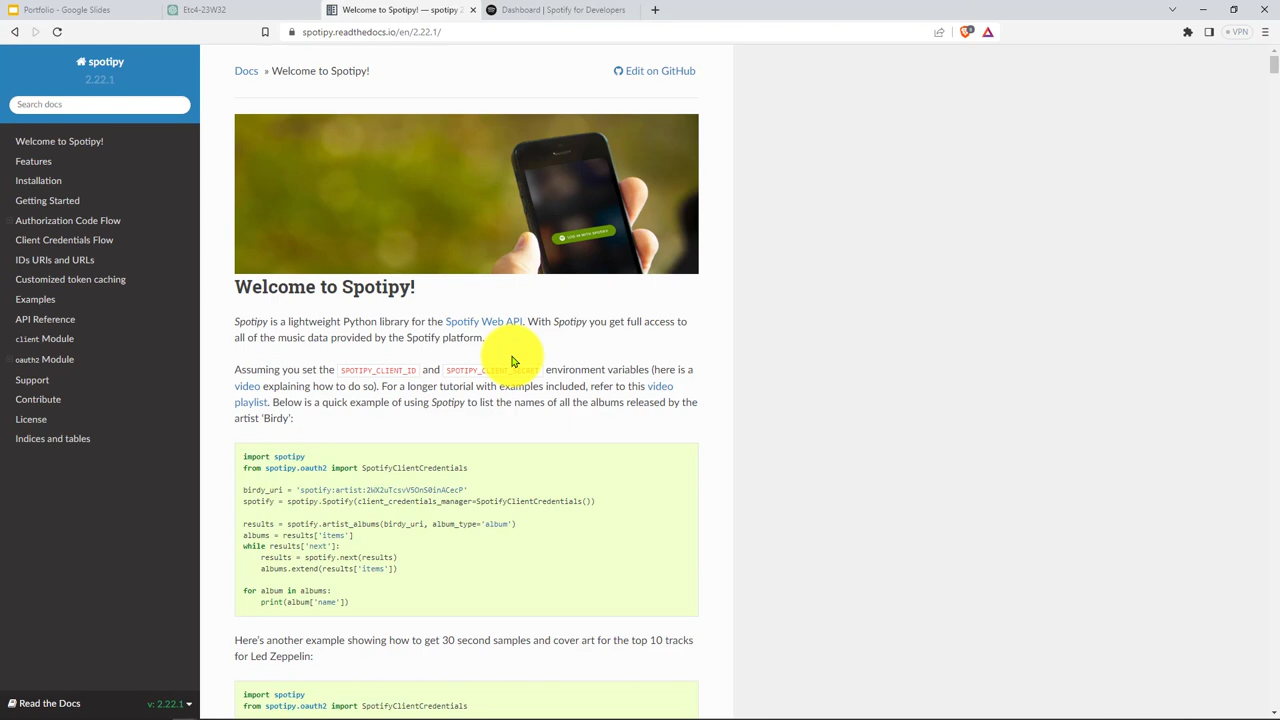 Portfolio - Google Slides
Etc4-23W32
Welcome to Spotipy! — spotipy 2
Dashboard | Spotify for Developers
spotipy.readthedocs.io/en/2.22.1/
VPN
spotipy
2.22.1
Search docs
Welcome to Spotipy!
Features
Installation
Getting Started
Authorization Code Flow
Client Credentials Flow
IDs URIs and URLs
Customized token caching
Examples
API Reference
client Module
oauth2 Module
Support
Contribute
License
Indices and tables
Read the Docs
v: 2.22.1
Docs » Welcome to Spotipy!
Edit on GitHub
LOG IN WITH SPOTIFY
Welcome to Spotipy!
Spotipy is a lightweight Python library for the Spotify Web API. With Spotipy you get full access to
all of the music data provided by the Spotify platform.
Assuming you set the SPOTIPY_CLIENT_ID and SPOTIPY_CLIENT_SECRET environment variables (here is a
video explaining how to do so). For a longer tutorial with examples included, refer to this video
playlist. Below is a quick example of using Spotipy to list the names of all the albums released by the
artist ‘Birdy’:
import spotipy
from spotipy.oauth2 import SpotifyClientCredentials
birdy_uri = 'spotify:artist:2WX2uTcsvV5OnS0inACecP'
spotify = spotipy.Spotify(client_credentials_manager=SpotifyClientCredentials())
results = spotify.artist_albums(birdy_uri, album_type='album')
albums = results['items']
while results['next']:
results = spotify.next(results)
albums.extend(results['items'])
for album in albums:
print(album['name'])
Here’s another example showing how to get 30 second samples and cover art for the top 10 tracks
for Led Zeppelin:
import spotipy
from spotipy.oauth2 import SpotifyClientCredentials